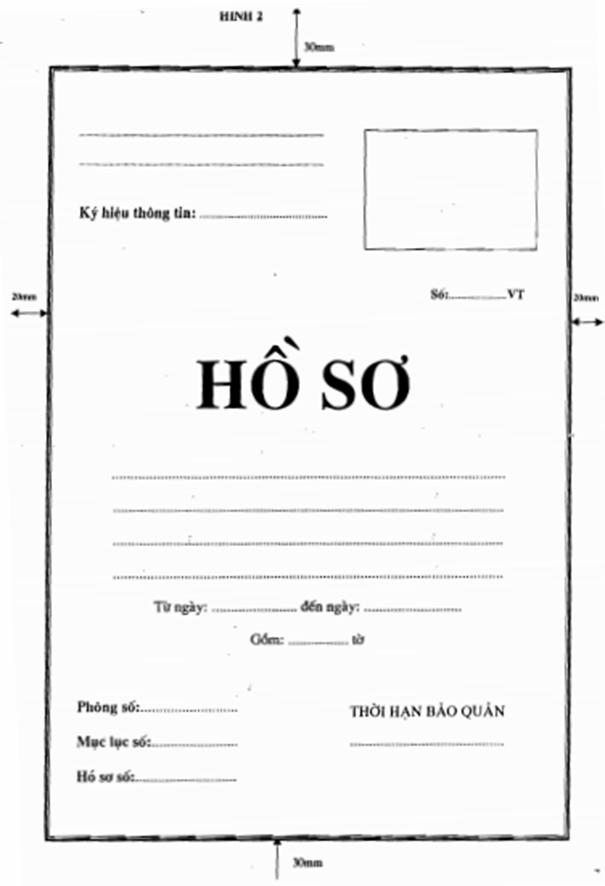 HÌNH 2
30mm
Ký hiệu thông tin: ........................
Số:...............VT
20mm
20mm
HỒ SƠ
Từ ngày: ..................... đến ngày: .....................
Gồm: .............. tờ
Phông số:......................
Mục lục số:......................
Hồ sơ số:......................
THỜI HẠN BẢO QUẢN
30mm